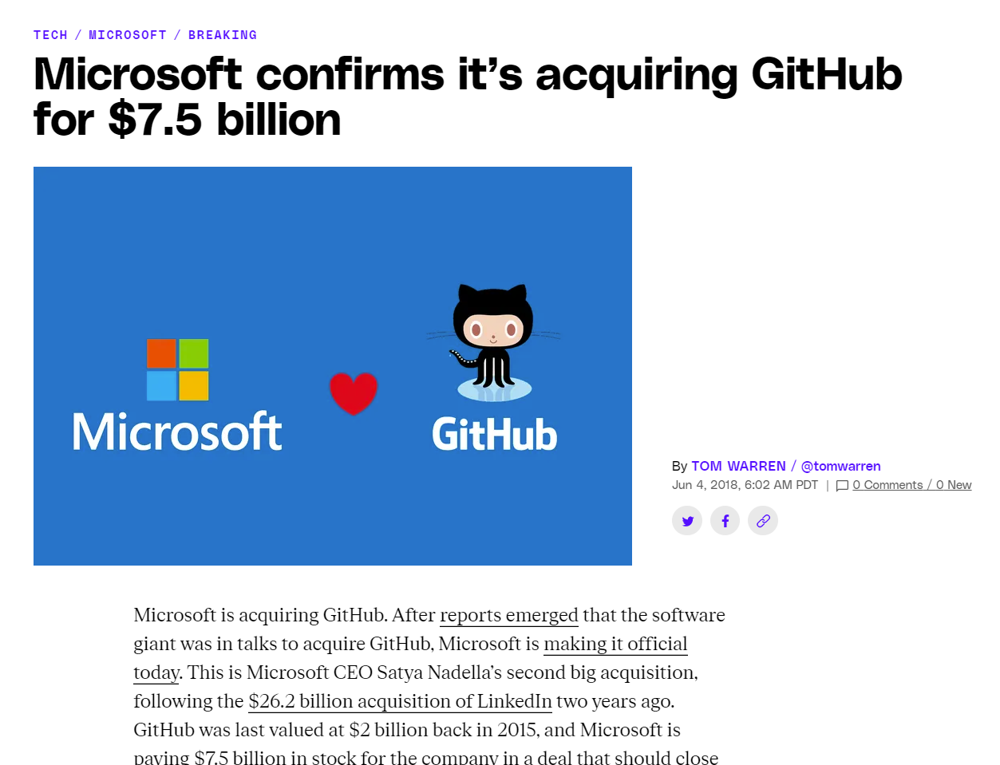 TECH / MICROSOFT / BREAKING
Microsoft confirms it’s acquiring GitHub
for $7.5 billion
Microsoft
GitHub
By TOM WARREN / @tomwarren
Jun 4, 2018, 6:02 AM PDT | 0 Comments / 0 New
Microsoft is acquiring GitHub. After reports emerged that the software
giant was in talks to acquire GitHub, Microsoft is making it official
today. This is Microsoft CEO Satya Nadella’s second big acquisition,
following the $26.2 billion acquisition of LinkedIn two years ago.
GitHub was last valued at $2 billion back in 2015, and Microsoft is
paying $7.5 billion in stock for the company in a deal that should close